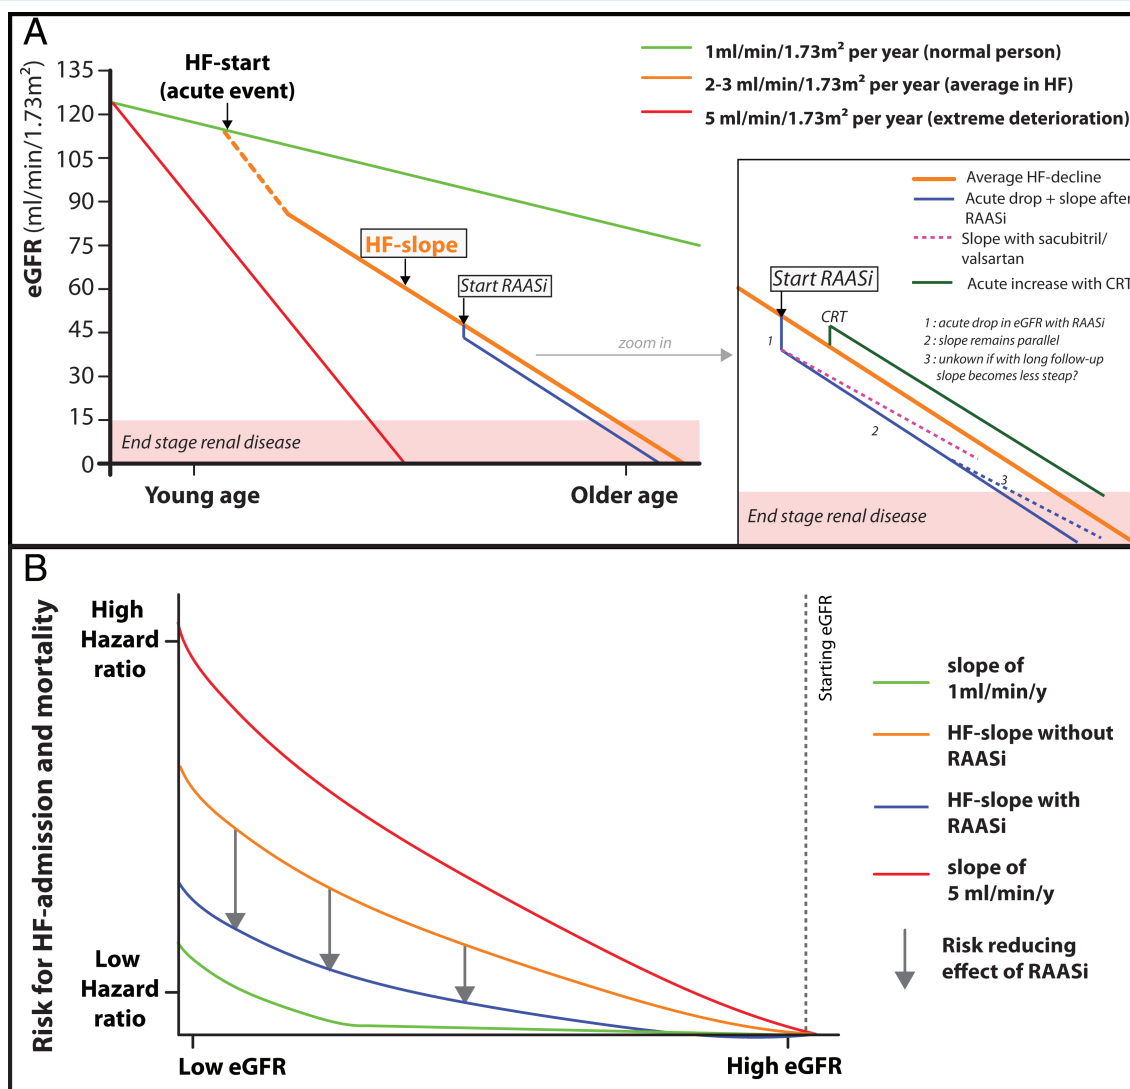 A
HF-start
(acute event)
eGFR (ml/min/1.73m²)
135
120
105
90
75
60
45
30
15
0
1ml/min/1.73m² per year (normal person)
2-3 ml/min/1.73m² per year (average in HF)
5 ml/min/1.73m² per year (extreme deterioration)
HF-slope
Start RAASi
zoom in
End stage renal disease
Young age
Older age
Average HF-decline
Acute drop + slope after
RAASi
Slope with sacubitril/
valsartan
Acute increase with CRT
Start RAASi
CRT
1 : acute drop in eGFR with RAASi
2 : slope remains parallel
3 : unkown if with long follow-up
slope becomes less steap?
1
2
3
End stage renal disease
B
Risk for HF-admission and mortality
High
Hazard
ratio
Low
Hazard
ratio
Starting eGFR
Low eGFR
High eGFR
slope of
1ml/min/y
HF-slope without
RAASi
HF-slope with
RAASi
slope of
5 ml/min/y
Risk reducing
effect of RAASi